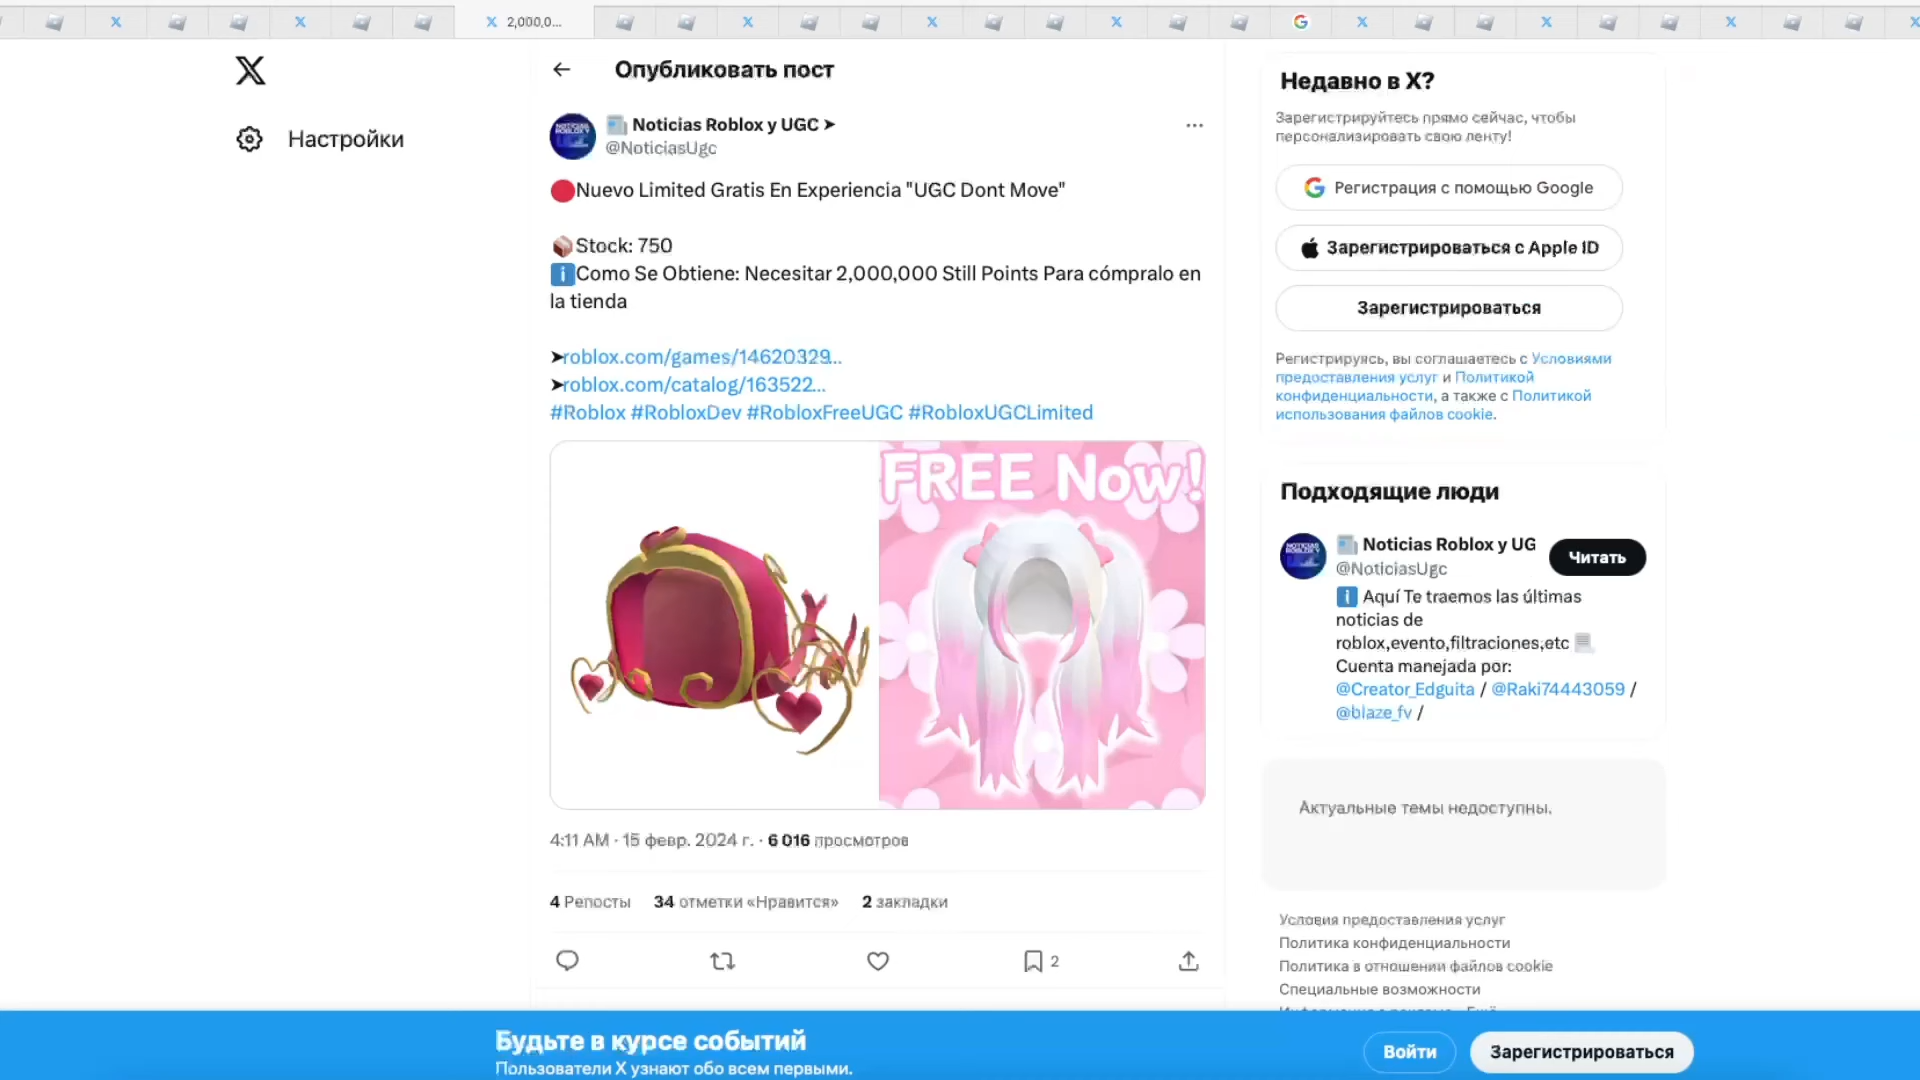 2,000,0...
Настройки
Опубликовать пост
Noticias Roblox y UGC ➤
@NoticiasUgc
Nuevo Limited Gratis En Experiencia "UGC Dont Move"
Stock: 750
Como Se Obtiene: Necesitar 2,000,000 Still Points Para cómpralo en
la tienda
➤roblox.com/games/14620329...
➤roblox.com/catalog/163522...
#Roblox #RobloxDev #RobloxFreeUGC #RobloxUGCLimited
FREE Now!
4:11 AM · 15 февр. 2024 г. · 6 016 просмотров
4 Репосты 34 отметки «Нравится» 2 закладки
2
Недавно в X?
Зарегистрируйтесь прямо сейчас, чтобы
персонализировать свою ленту!
Регистрация с помощью Google
Зарегистрироваться с Apple ID
Зарегистрироваться
Регистрируясь, вы соглашаетесь с Условиями
предоставления услуг и Политикой
конфиденциальности, а также с Политикой
использования файлов cookie.
Подходящие люди
Noticias Roblox y UG
@NoticiasUgc
Читать
Aquí Te traemos las últimas
noticias de
roblox,evento,filtraciones,etc
Cuenta manejada por:
@Creator_Edguita / @Raki74443059 /
@blaze_fv /
Актуальные темы недоступны.
Условия предоставления услуг
Политика конфиденциальности
Политика в отношении файлов cookie
Специальные возможности
Будьте в курсе событий
Пользователи X узнают обо всем первыми.
Войти
Зарегистрироваться